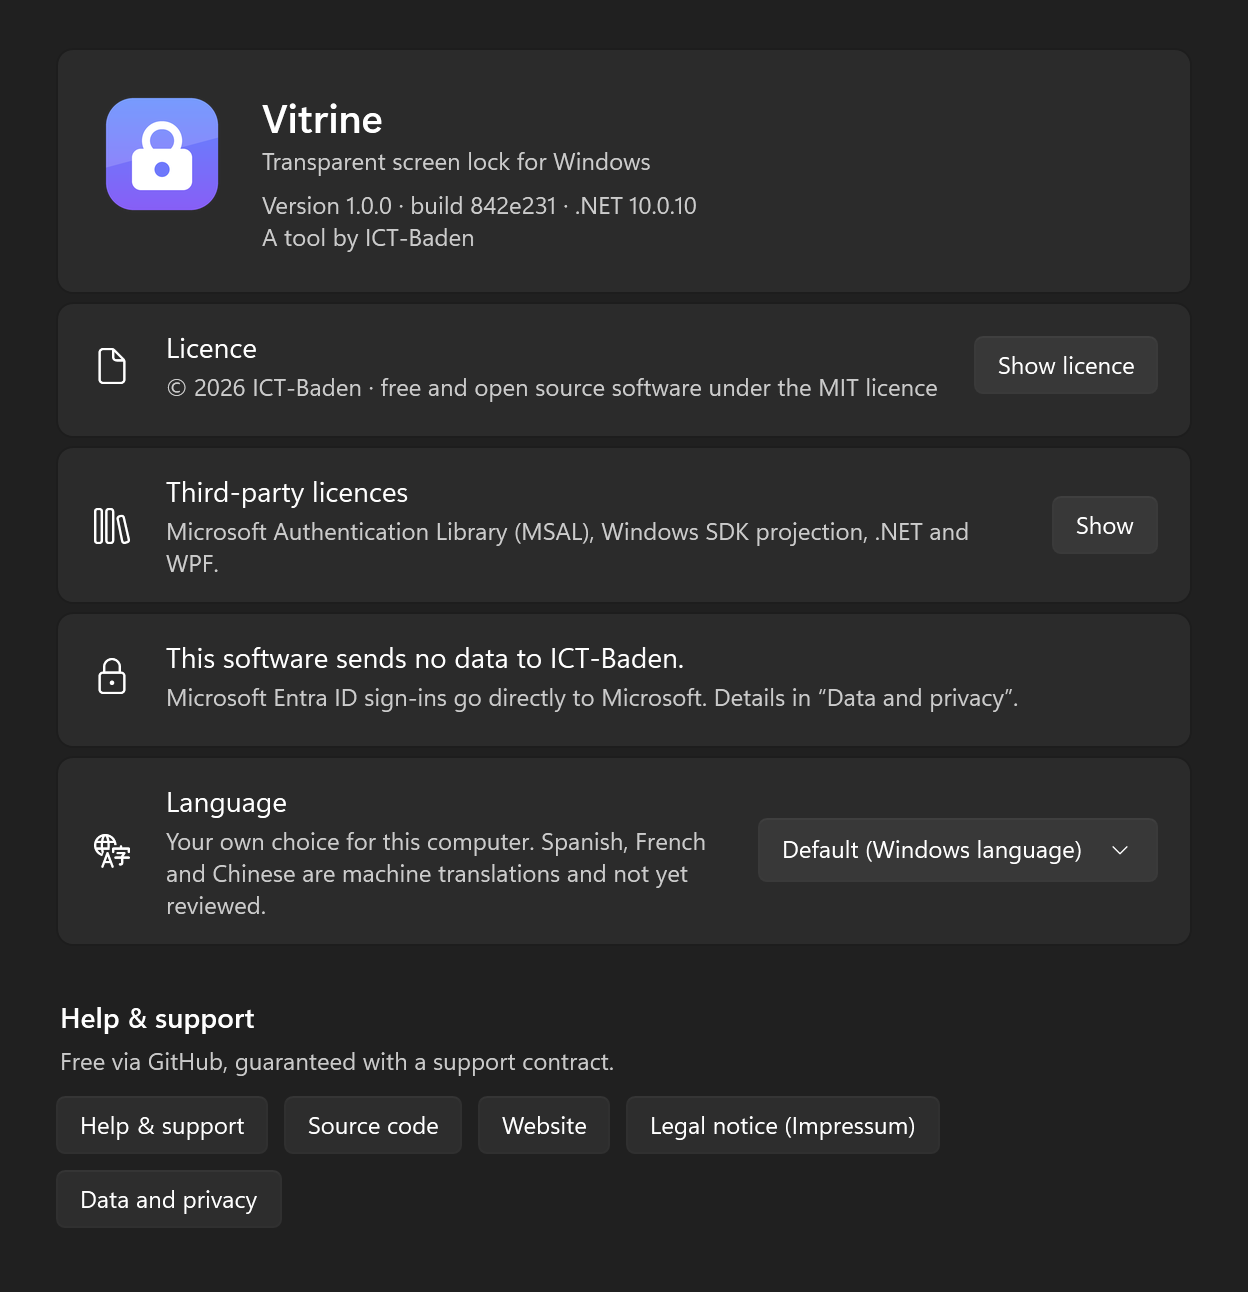 Vitrine
Transparent screen lock for Windows
Version 1.0.0 · build 842e231 · .NET 10.0.10
A tool by ICT-Baden
Licence
© 2026 ICT-Baden · free and open source software under the MIT licence
Show licence
Third-party licences
Microsoft Authentication Library (MSAL), Windows SDK projection, .NET and
WPF.
Show
This software sends no data to ICT-Baden.
Microsoft Entra ID sign-ins go directly to Microsoft. Details in “Data and privacy”.
Language
Your own choice for this computer. Spanish, French
and Chinese are machine translations and not yet
reviewed.
Default (Windows language)
Help & support
Free via GitHub, guaranteed with a support contract.
Help & support
Source code
Website
Legal notice (Impressum)
Data and privacy